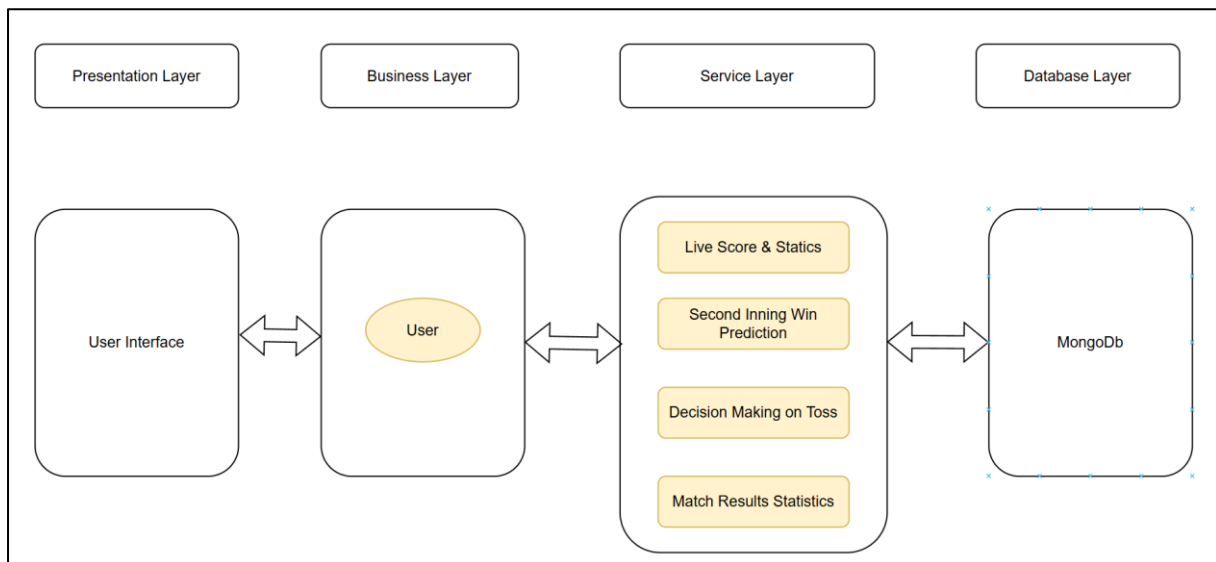 Presentation Layer
Business Layer
Service Layer
Database Layer
User Interface
User
Live Score & Statics
Second Inning Win
Prediction
Decision Making on Toss
Match Results Statistics
MongoDb